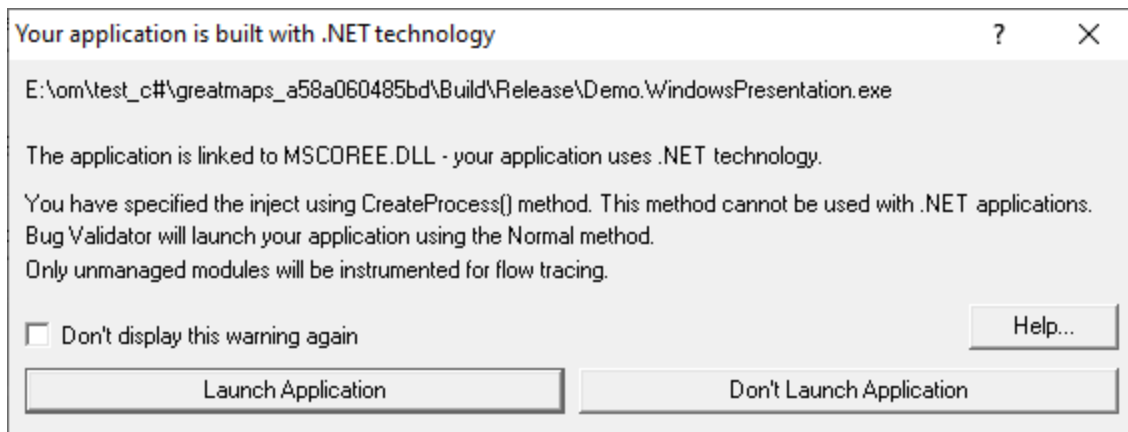 Your application is built with .NET technology
E:\om\test_c#\greatmaps_a58a060485bd\Build\Release\Demo.WindowsPresentation.exe
The application is linked to MSCOREE.DLL - your application uses .NET technology.
You have specified the inject using CreateProcess() method. This method cannot be used with .NET applications.
Bug Validator will launch your application using the Normal method.
Only unmanaged modules will be instrumented for flow tracing.
Don't display this warning again
Help...
Launch Application
Don't Launch Application